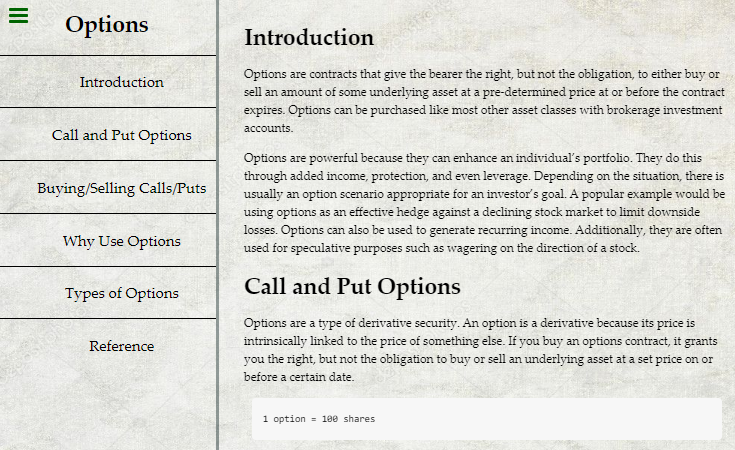 Options
Introduction
Call and Put Options
Buying/Selling Calls/Puts
Why Use Options
Types of Options
Reference
Introduction
Options are contracts that give the bearer the right, but not the obligation, to either buy or
sell an amount of some underlying asset at a pre-determined price at or before the contract
expires. Options can be purchased like most other asset classes with brokerage investment
accounts.
Options are powerful because they can enhance an individual’s portfolio. They do this
through added income, protection, and even leverage. Depending on the situation, there is
usually an option scenario appropriate for an investor’s goal. A popular example would be
using options as an effective hedge against a declining stock market to limit downside
losses. Options can also be used to generate recurring income. Additionally, they are often
used for speculative purposes such as wagering on the direction of a stock.
Call and Put Options
Options are a type of derivative security. An option is a derivative because its price is
intrinsically linked to the price of something else. If you buy an options contract, it grants
you the right, but not the obligation to buy or sell an underlying asset at a set price on or
before a certain date.
1 option = 100 shares